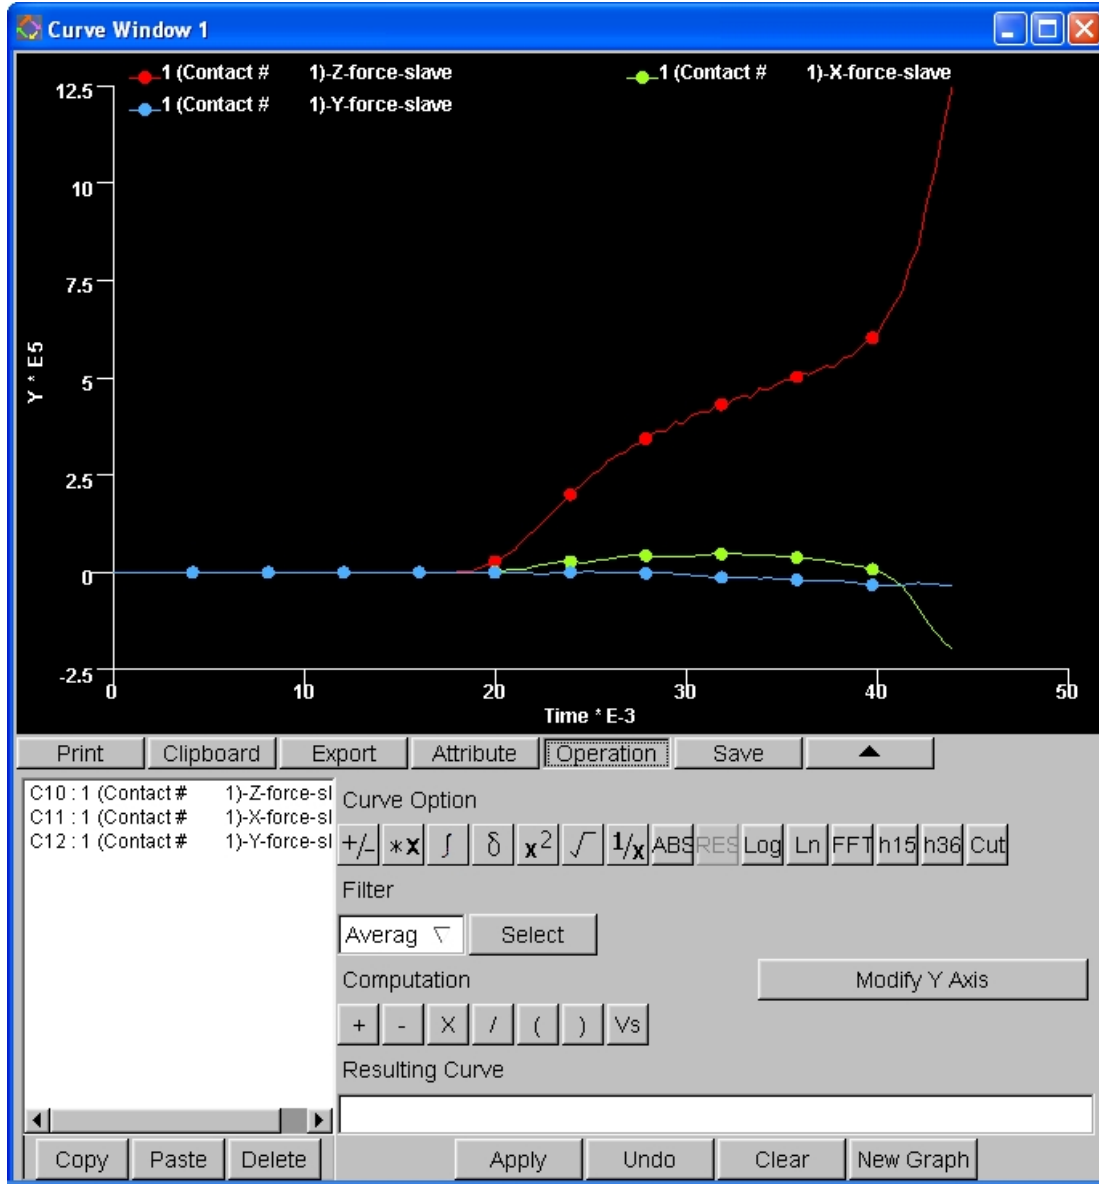 Curve Window 1
1 (Contact # 1)-Z-force-slave 1 (Contact # 1)-X-force-slave
1 (Contact # 1)-Y-force-slave
12.5
10
7.5
5
2.5
0
-2.5
Y * E5
0 10 20 30 40 50
Time * E-3
Print Clipboard Export Attribute Operation Save
C10 : 1 (Contact # 1)-Z-force-sl
C11 : 1 (Contact # 1)-X-force-sl
C12 : 1 (Contact # 1)-Y-force-sl
Curve Option
+/- *x ∫ δ x² √ 1/x ABS RES Log Ln FFT h15 h36 Cut
Filter
Averag Select
Computation Modify Y Axis
+ - X / ( ) Vs
Resulting Curve
Copy Paste Delete Apply Undo Clear New Graph